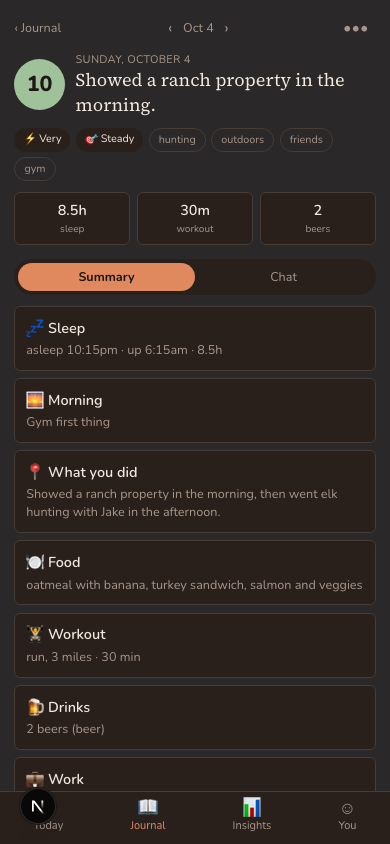 ‹ Journal
‹ Oct 4 ›
SUNDAY, OCTOBER 4
10
Showed a ranch property in the
morning.
⚡ Very
🎯 Steady
hunting
outdoors
friends
gym
8.5h
sleep
30m
workout
2
beers
Summary
Chat
💤 Sleep
asleep 10:15pm · up 6:15am · 8.5h
🌅 Morning
Gym first thing
📍 What you did
Showed a ranch property in the morning, then went elk
hunting with Jake in the afternoon.
🍽️ Food
oatmeal with banana, turkey sandwich, salmon and veggies
🏋️ Workout
run, 3 miles · 30 min
🍺 Drinks
2 beers (beer)
💼 Work
N
Today
Journal
Insights
You